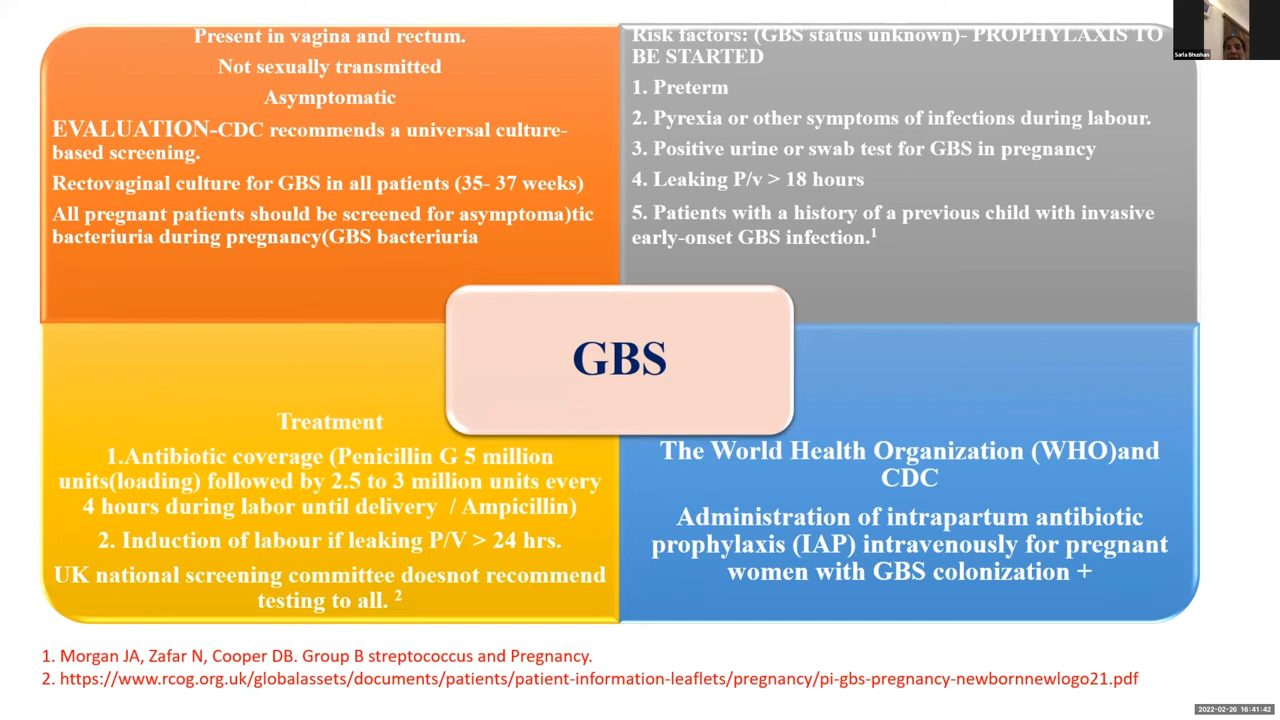 Present in vagina and rectum.
Not sexually transmitted
Asymptomatic
EVALUATION-CDC recommends a universal culture-
based screening.
Rectovaginal culture for GBS in all patients (35- 37 weeks)
All pregnant patients should be screened for asymptoma)tic
bacteriuria during pregnancy(GBS bacteriuria
Risk factors: (GBS status unknown)- PROPHYLAXIS TO
BE STARTED
1. Preterm
2. Pyrexia or other symptoms of infections during labour.
3. Positive urine or swab test for GBS in pregnancy
4. Leaking P/v > 18 hours
5. Patients with a history of a previous child with invasive
early-onset GBS infection.1
GBS
Treatment
1.Antibiotic coverage (Penicillin G 5 million
units(loading) followed by 2.5 to 3 million units every
4 hours during labor until delivery / Ampicillin)
2. Induction of labour if leaking P/V > 24 hrs.
UK national screening committee doesnot recommend
testing to all. 2
The World Health Organization (WHO)and
CDC
Administration of intrapartum antibiotic
prophylaxis (IAP) intravenously for pregnant
women with GBS colonization +
1. Morgan JA, Zafar N, Cooper DB. Group B streptococcus and Pregnancy.
2. https://www.rcog.org.uk/globalassets/documents/patients/patient-information-leaflets/pregnancy/pi-gbs-pregnancy-newbornnewlogo21.pdf
Sarla Bhushan
2022-02-26 16:41:42